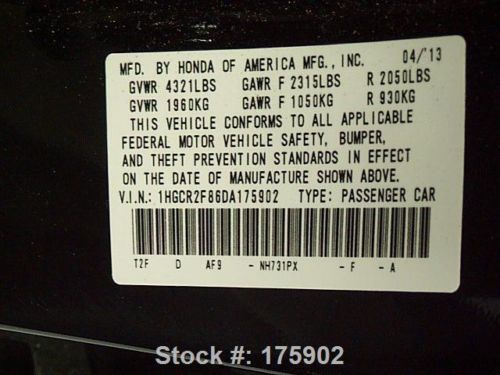 MFD. BY HONDA OF AMERICA MFG., INC. 04/13
GVWR 4321LBS GAWR F 2315LBS R 2050LBS
GVWR 1960KG GAWR F 1050KG R 930KG
THIS VEHICLE CONFORMS TO ALL APPLICABLE
FEDERAL MOTOR VEHICLE SAFETY, BUMPER,
AND THEFT PREVENTION STANDARDS IN EFFECT
ON THE DATE OF MANUFACTURE SHOWN ABOVE.
V.I.N.: 1HGCR2F86DA175902 TYPE: PASSENGER CAR
T2F D AF9 - NH731PX - F - A
Stock #: 175902